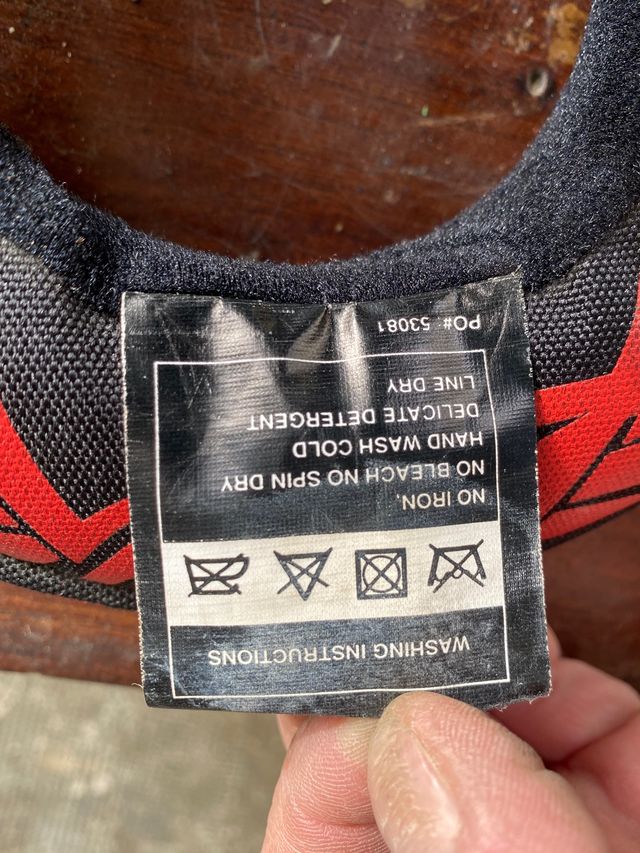 WASHING INSTRUCTIONS
NO IRON.
NO BLEACH NO SPIN DRY
HAND WASH COLD
DELICATE DETERGENT
LINE DRY
PO#: 53081